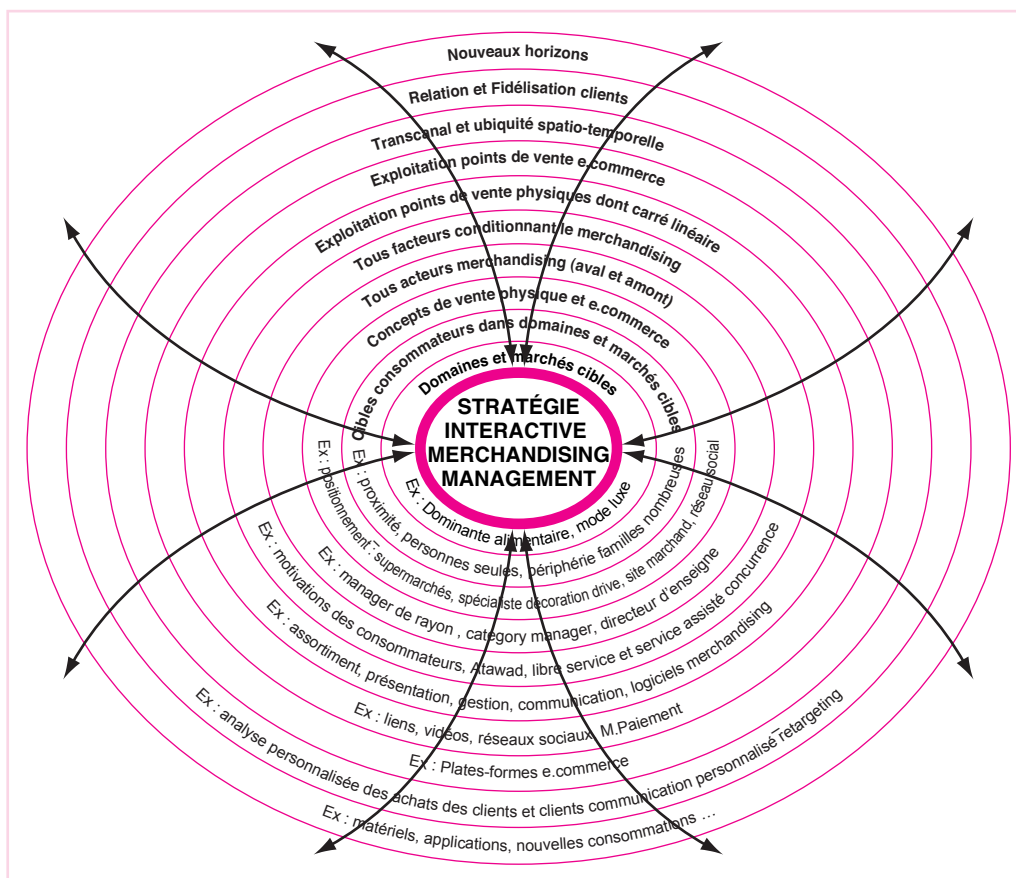 Nouveaux horizons
Relation et Fidélisation clients
Transcanal et ubiquité spatio-temporelle
Exploitation points de vente e.commerce
Exploitation points de vente physiques dont carré linéaire
Tous facteurs conditionnant le merchandising
Tous acteurs merchandising (aval et amont)
Concepts de vente physique et e.commerce
Cibles consommateurs dans domaines et marchés cibles
Domaines et marchés cibles
STRATÉGIE
INTERACTIVE
MERCHANDISING
MANAGEMENT
Ex : Dominante alimentaire, mode luxe
Ex : proximité, personnes seules, périphérie familles nombreuses
Ex : positionnement – supermarchés, spécialiste décoration drive, site marchand, réseau social
Ex : manager de rayon , category manager, directeur d'enseigne
Ex : motivations des consommateurs, Atawad, libre service et service assisté concurrence
Ex : assortiment, présentation, gestion, communication, logiciels merchandising
Ex : liens, vidéos, réseaux sociaux, M.Paiement
Ex : Plates-formes e.commerce
Ex : analyse personnalisée des achats des clients et clients communication personnalisé – retargeting
Ex : matériels, applications, nouvelles consommations ...